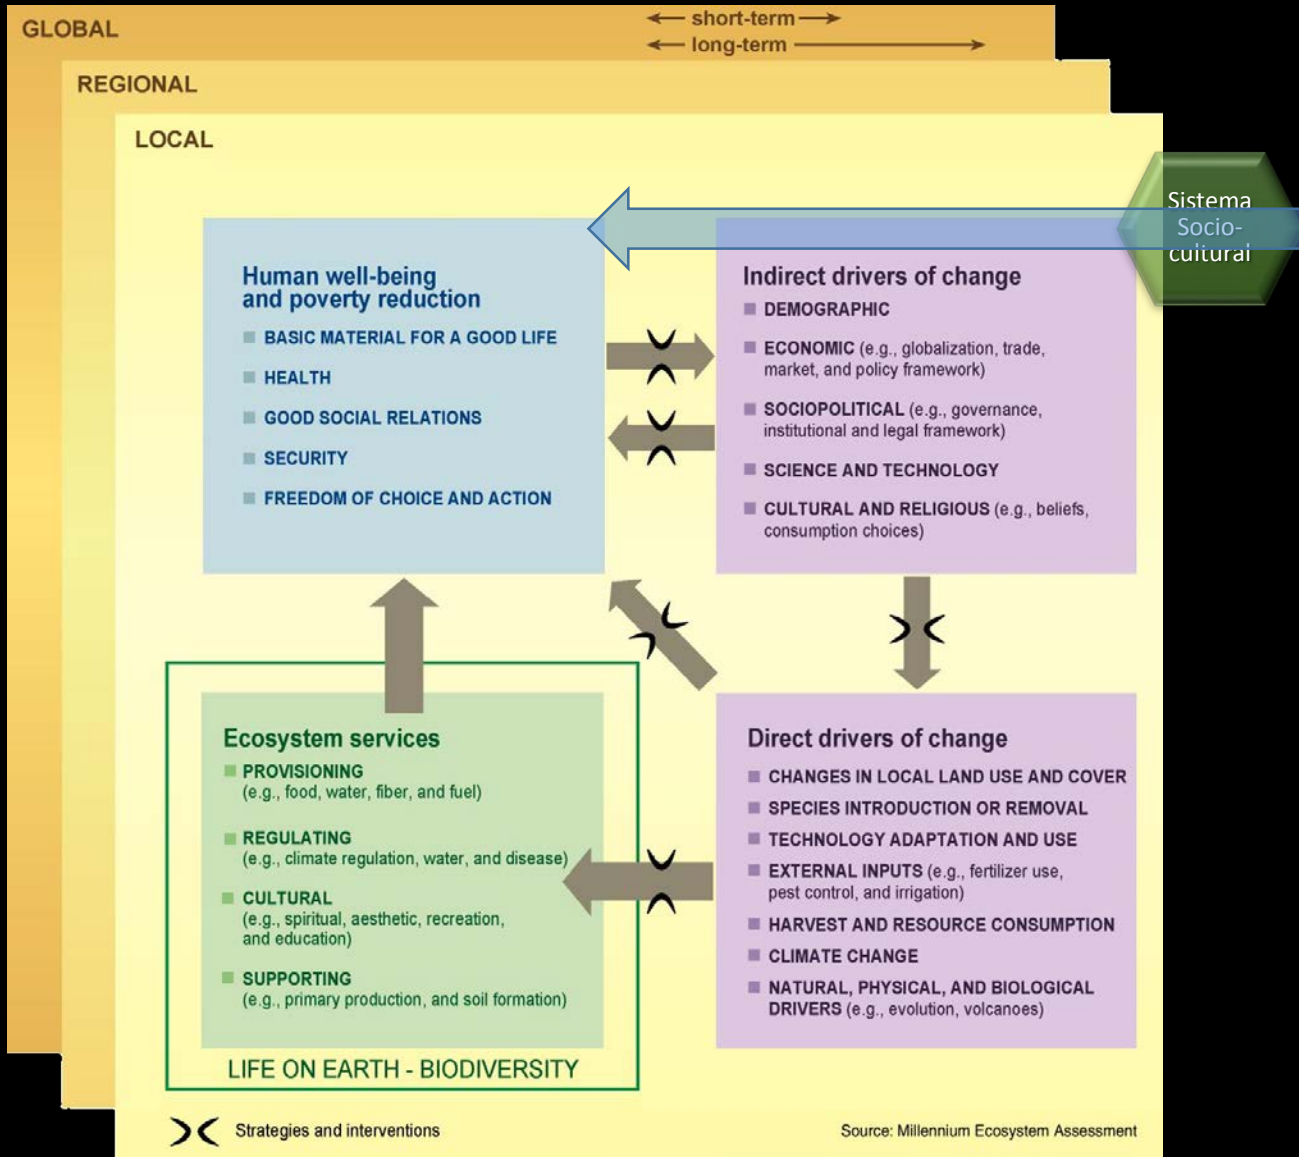 GLOBAL
short-term
long-term
REGIONAL
LOCAL
Sistema
Socio-
cultural
Human well-being
and poverty reduction
BASIC MATERIAL FOR A GOOD LIFE
HEALTH
GOOD SOCIAL RELATIONS
SECURITY
FREEDOM OF CHOICE AND ACTION
Indirect drivers of change
DEMOGRAPHIC
ECONOMIC (e.g., globalization, trade,
market, and policy framework)
SOCIOPOLITICAL (e.g., governance,
institutional and legal framework)
SCIENCE AND TECHNOLOGY
CULTURAL AND RELIGIOUS (e.g., beliefs,
consumption choices)
Ecosystem services
PROVISIONING
(e.g., food, water, fiber, and fuel)
REGULATING
(e.g., climate regulation, water, and disease)
CULTURAL
(e.g., spiritual, aesthetic, recreation,
and education)
SUPPORTING
(e.g., primary production, and soil formation)
LIFE ON EARTH - BIODIVERSITY
Direct drivers of change
CHANGES IN LOCAL LAND USE AND COVER
SPECIES INTRODUCTION OR REMOVAL
TECHNOLOGY ADAPTATION AND USE
EXTERNAL INPUTS (e.g., fertilizer use,
pest control, and irrigation)
HARVEST AND RESOURCE CONSUMPTION
CLIMATE CHANGE
NATURAL, PHYSICAL, AND BIOLOGICAL
DRIVERS (e.g., evolution, volcanoes)
Strategies and interventions
Source: Millennium Ecosystem Assessment